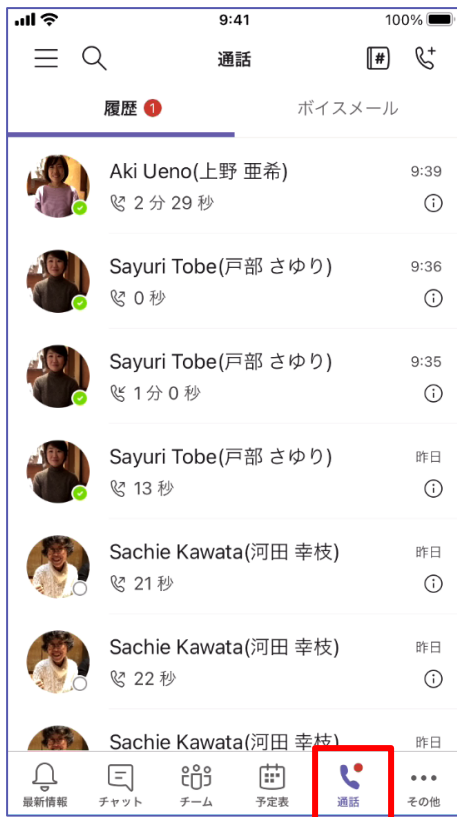 9:41
100%
通話
#
履歴 1
ボイスメール
Aki Ueno(上野 亜希)
9:39
2 分 29 秒
Sayuri Tobe(戸部 さゆり)
9:36
0 秒
Sayuri Tobe(戸部 さゆり)
9:35
1 分 0 秒
Sayuri Tobe(戸部 さゆり)
昨日
13 秒
Sachie Kawata(河田 幸枝)
昨日
21 秒
Sachie Kawata(河田 幸枝)
昨日
22 秒
Sachie Kawata(河田 幸枝)
昨日
最新情報
チャット
チーム
予定表
通話
その他